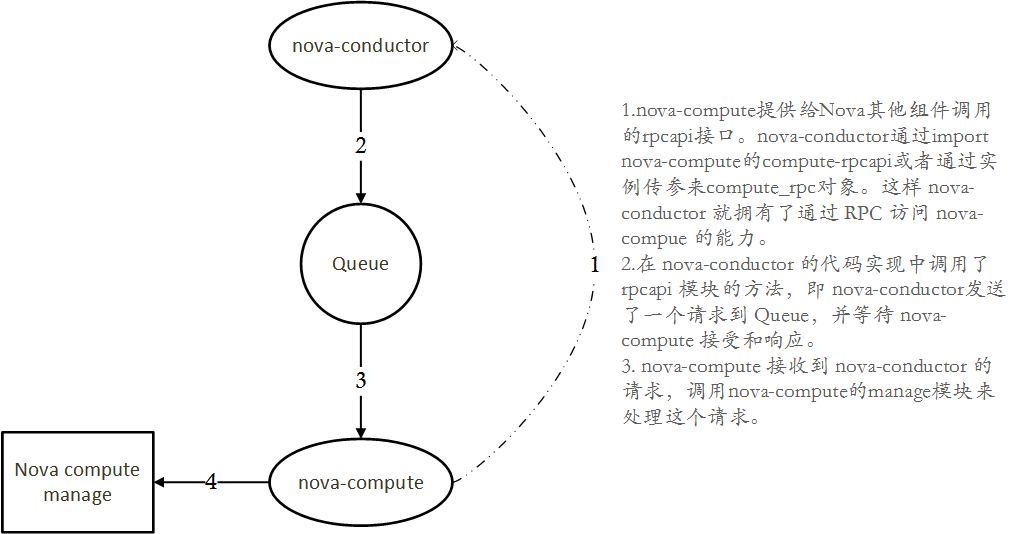 nova-conductor
2
Queue
3
nova-compute
4
Nova compute
manage
1
1.nova-compute提供给Nova其他组件调用
的rpcapi接口。nova-conductor通过import
nova-compute的compute-rpcapi或者通过实
例传参来compute_rpc对象。这样 nova-
conductor 就拥有了通过 RPC 访问 nova-
compue 的能力。
2.在 nova-conductor 的代码实现中调用了
rpcapi 模块的方法，即 nova-conductor发送
了一个请求到 Queue，并等待 nova-
compute 接受和响应。
3. nova-compute 接收到 nova-conductor 的
请求，调用nova-compute的manage模块来
处理这个请求。